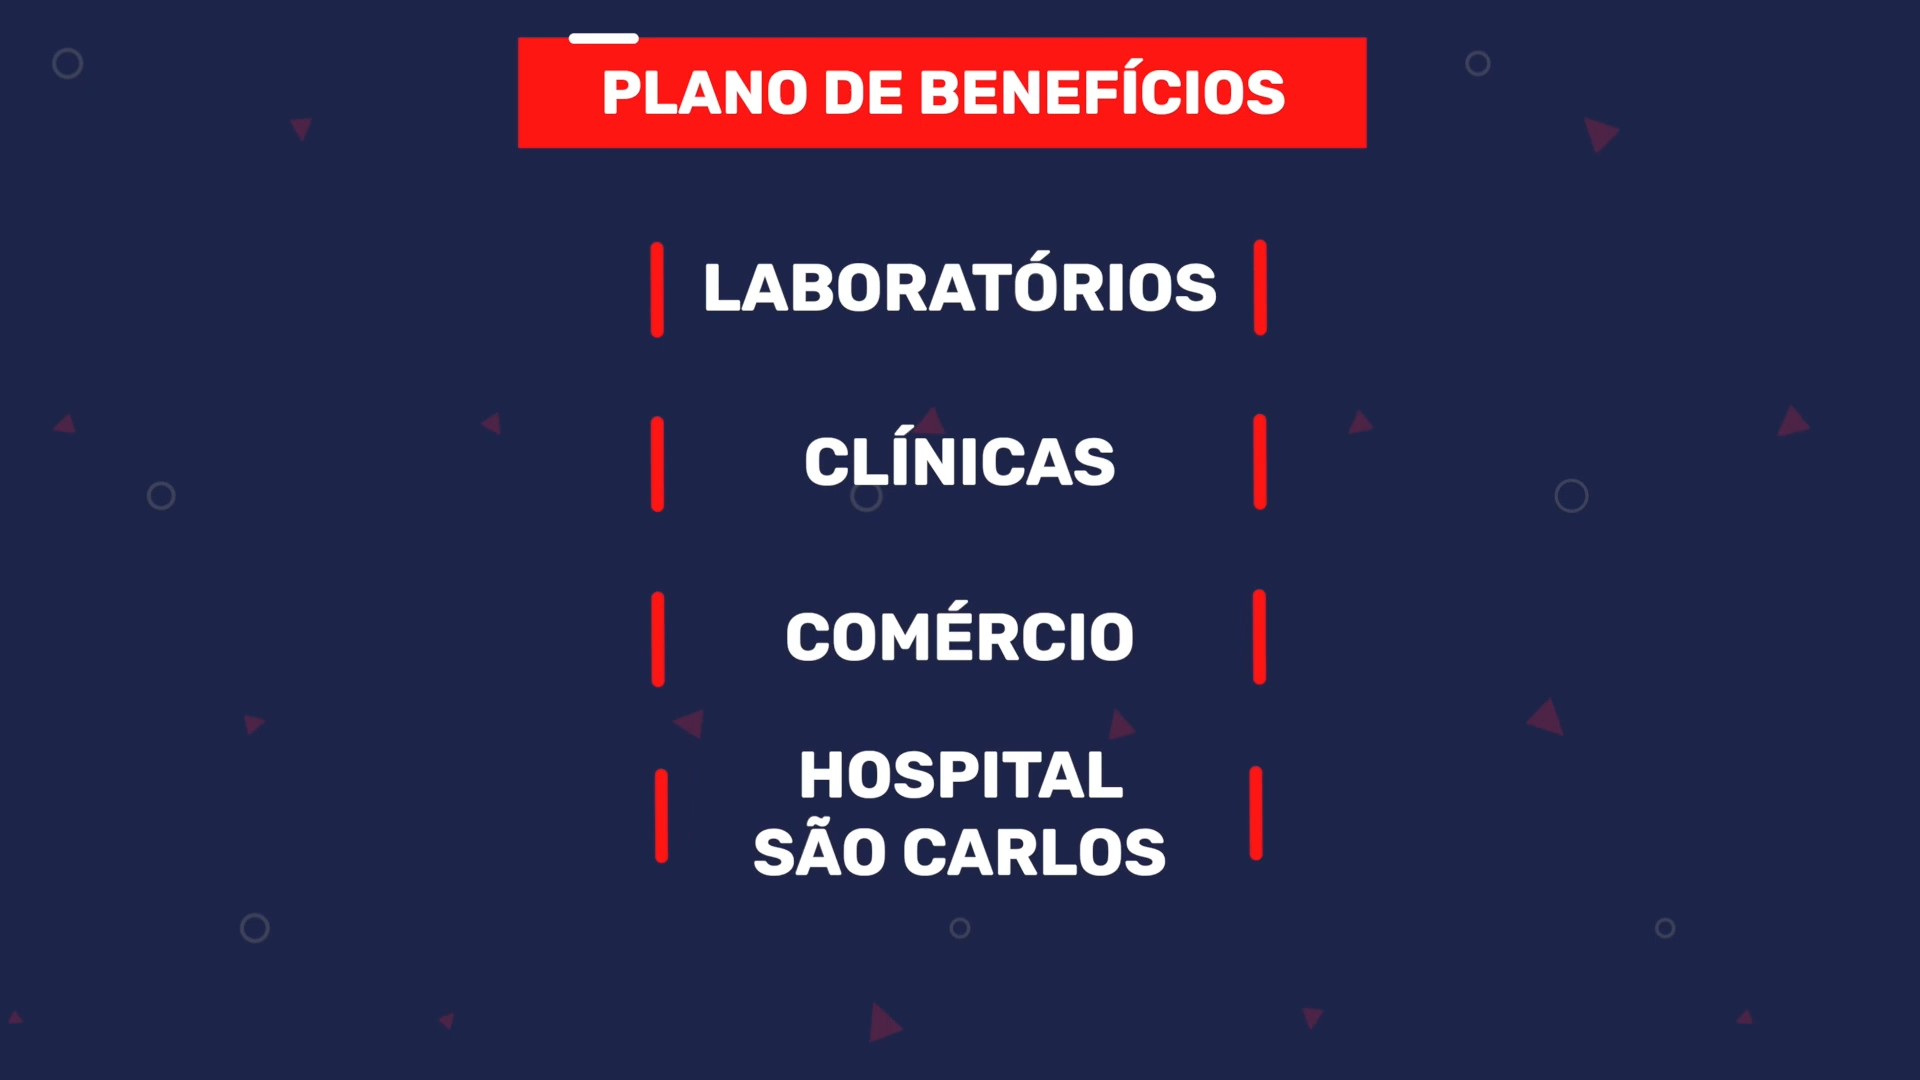 PLANO DE BENEFÍCIOS
LABORATÓRIOS
CLÍNICAS
COMÉRCIO
HOSPITAL
SÃO CARLOS